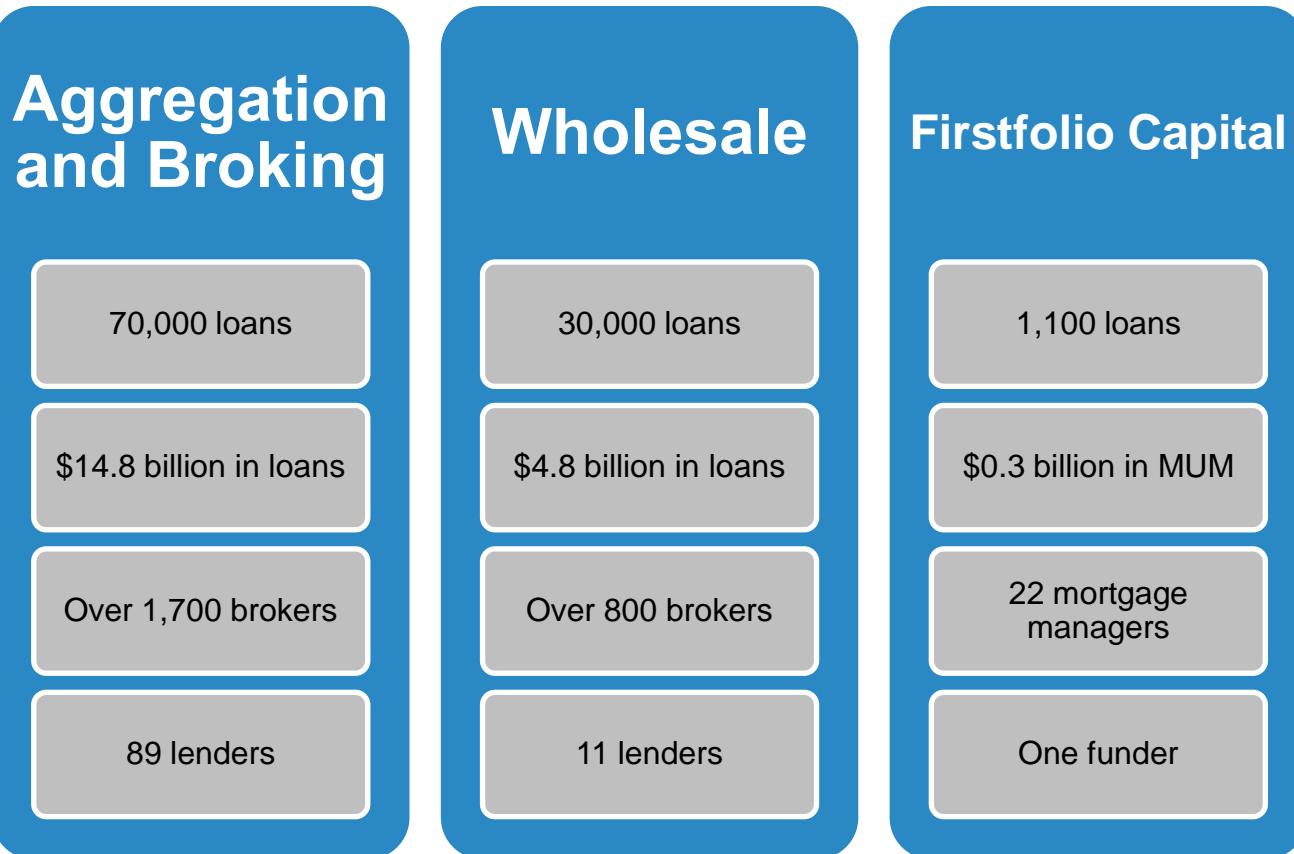 Aggregation
and Broking
70,000 loans
$14.8 billion in loans
Over 1,700 brokers
89 lenders
Wholesale
30,000 loans
$4.8 billion in loans
Over 800 brokers
11 lenders
Firstfolio Capital
1,100 loans
$0.3 billion in MUM
22 mortgage
managers
One funder